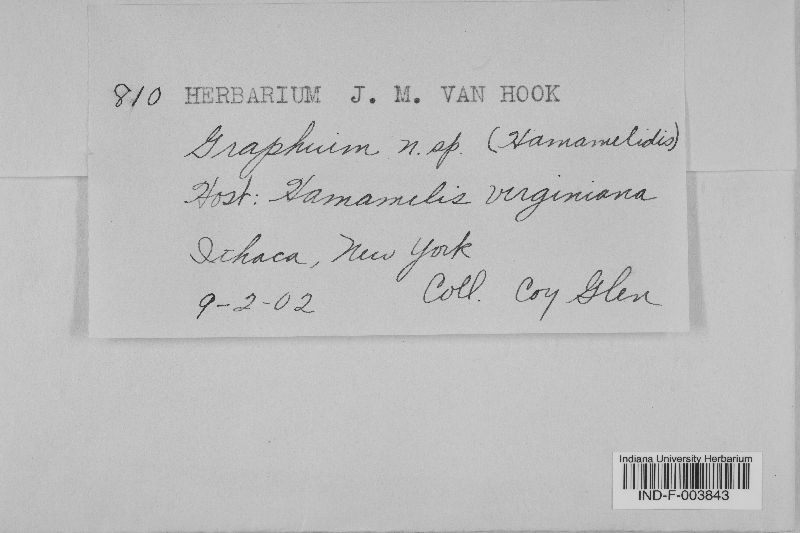 810 HERBARIUM J. M. VAN HOOK
Graphium n. sp. (Hamamelidis)
Host: Hamamelis virginiana
Ithaca, New York
9-2-02 Coll. Coy Glen
Indiana University Herbarium
IND-F-003843